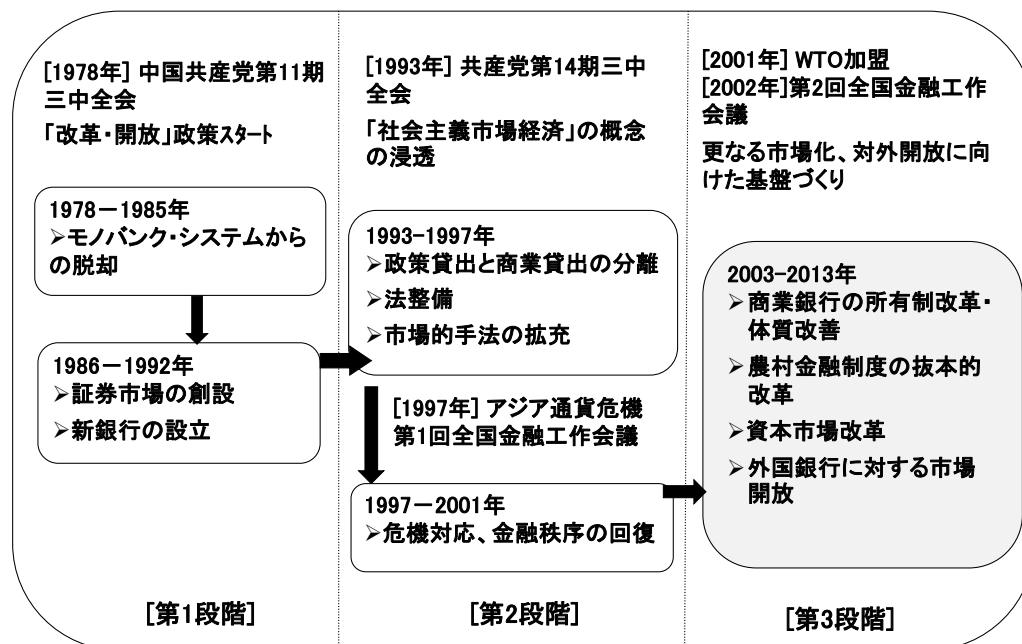 [1978年] 中国共産党第11期
三中全会
「改革・開放」政策スタート
1978－1985年
➢モノバンク・システムから
の脱却
1986－1992年
➢証券市場の創設
➢新銀行の設立
[第1段階]
[1993年] 共産党第14期三中
全会
「社会主義市場経済」の概念
の浸透
1993-1997年
➢政策貸出と商業貸出の分離
➢法整備
➢市場的手法の拡充
[1997年] アジア通貨危機
第1回全国金融工作会議
1997－2001年
➢危機対応、金融秩序の回復
[第2段階]
[2001年] WTO加盟
[2002年]第2回全国金融工作
会議
更なる市場化、対外開放に向
けた基盤づくり
2003-2013年
➢商業銀行の所有制改革・
体質改善
➢農村金融制度の抜本的
改革
➢資本市場改革
➢外国銀行に対する市場
開放
[第3段階]